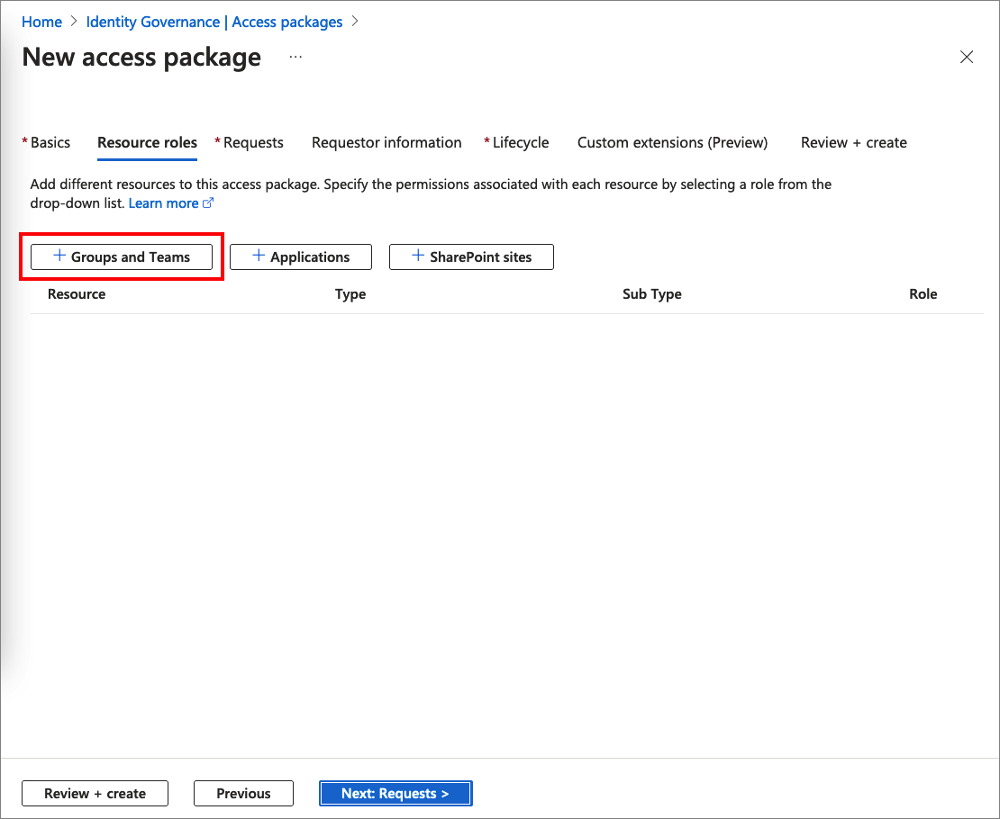 Home > Identity Governance | Access packages >
New access package ...
* Basics Resource roles * Requests Requestor information * Lifecycle Custom extensions (Preview) Review + create
Add different resources to this access package. Specify the permissions associated with each resource by selecting a role from the
drop-down list. Learn more
+ Groups and Teams + Applications + SharePoint sites
Resource Type Sub Type Role
Review + create Previous Next: Requests >